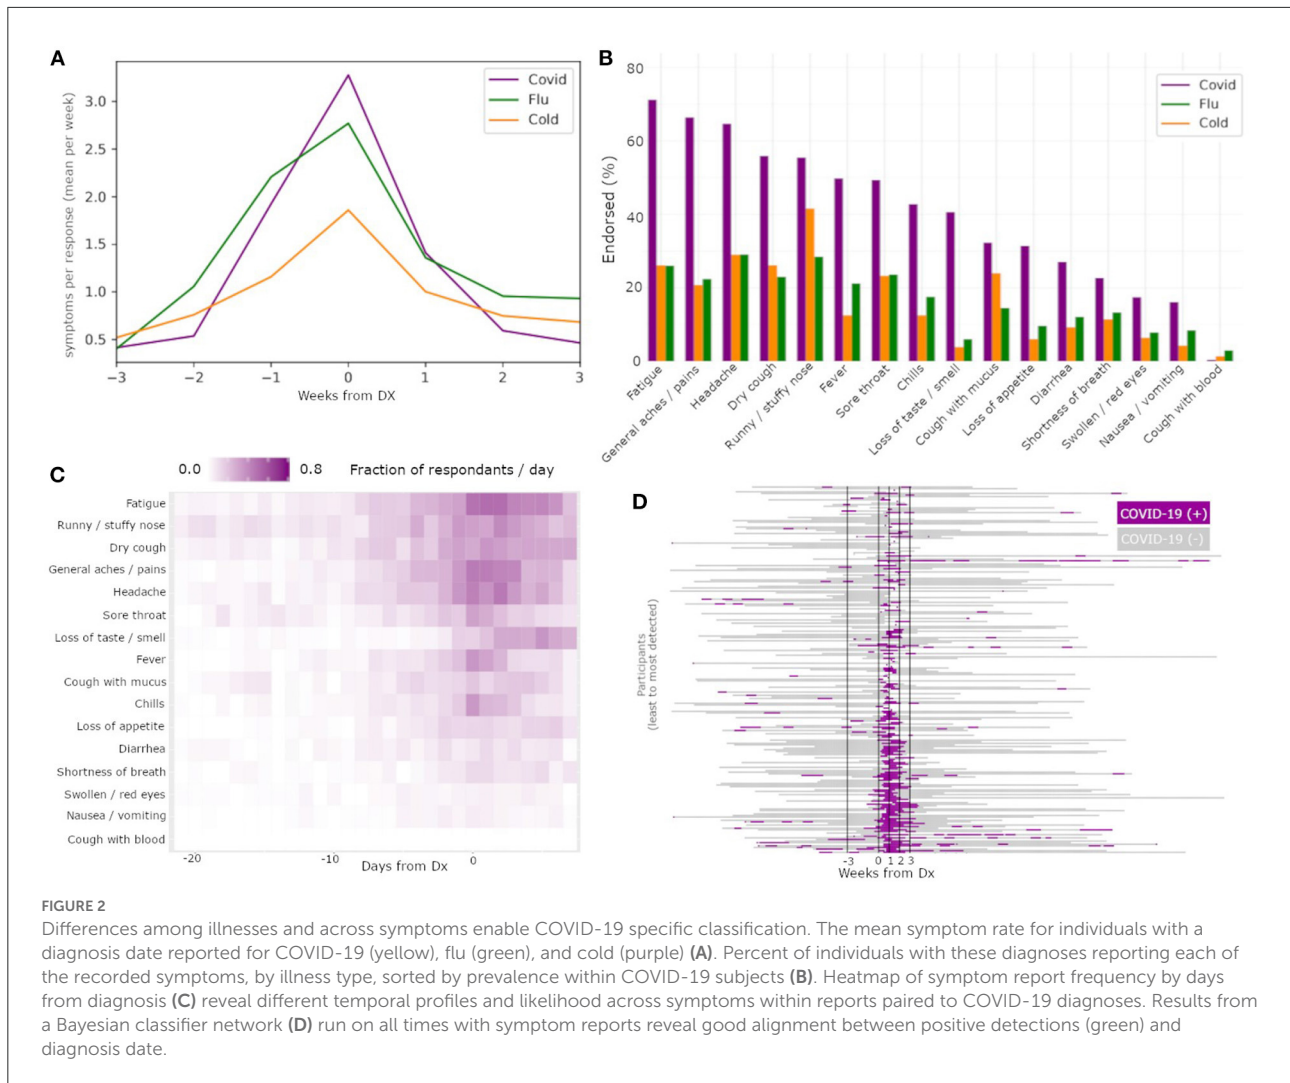 A
symptoms per response (mean per week)
3.0
2.5
2.0
1.5
1.0
0.5
−3
−2
−1
0
1
2
3
Weeks from DX
Covid
Flu
Cold
B
Endorsed (%)
80
60
40
20
0
Covid
Flu
Cold
Fatigue
General aches / pains
Headache
Dry cough
Runny / stuffy nose
Fever
Sore throat
Chills
Loss of taste / smell
Cough with mucus
Loss of appetite
Diarrhea
Shortness of breath
Swollen / red eyes
Nausea / vomiting
Cough with blood
C
0.0
0.8
Fraction of respondants / day
Fatigue
Runny / stuffy nose
Dry cough
General aches / pains
Headache
Sore throat
Loss of taste / smell
Fever
Cough with mucus
Chills
Loss of appetite
Diarrhea
Shortness of breath
Swollen / red eyes
Nausea / vomiting
Cough with blood
-20
-10
0
Days from Dx
D
COVID-19 (+)
COVID-19 (-)
Participants
(least to most detected)
-3
0
1
2
3
Weeks from Dx
FIGURE 2
Differences among illnesses and across symptoms enable COVID-19 specific classification. The mean symptom rate for individuals with a
diagnosis date reported for COVID-19 (yellow), flu (green), and cold (purple) (A). Percent of individuals with these diagnoses reporting each of
the recorded symptoms, by illness type, sorted by prevalence within COVID-19 subjects (B). Heatmap of symptom report frequency by days
from diagnosis (C) reveal different temporal profiles and likelihood across symptoms within reports paired to COVID-19 diagnoses. Results from
a Bayesian classifier network (D) run on all times with symptom reports reveal good alignment between positive detections (green) and
diagnosis date.